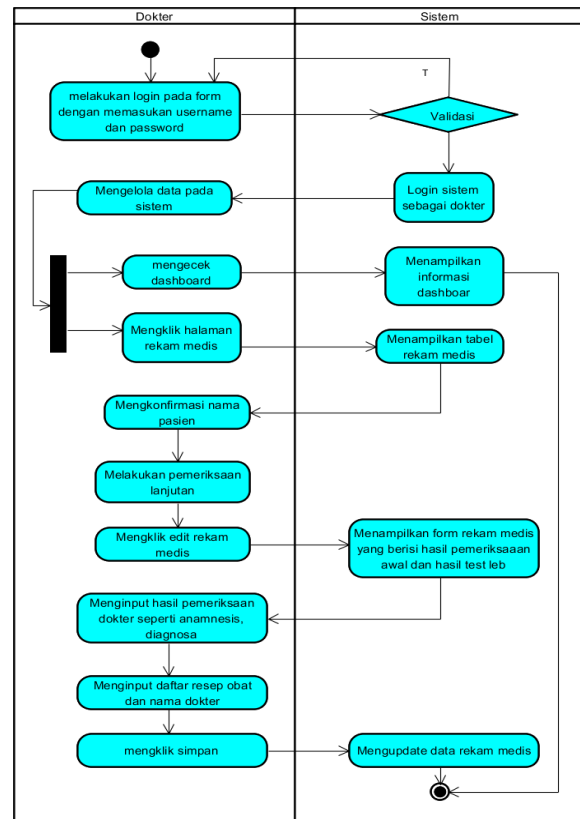 Dokter
Sistem
melakukan login pada form
dengan memasukan username
dan password
T
Validasi
Login sistem
sebagai dokter
Mengelola data pada
sistem
mengecek
dashboard
Menampilkan
informasi
dashboar
Mengklik halaman
rekam medis
Menampilkan tabel
rekam medis
Mengkonfirmasi nama
pasien
Melakukan pemeriksaan
lanjutan
Mengklik edit rekam
medis
Menampilkan form rekam medis
yang berisi hasil pemeriksaaan
awal dan hasil test leb
Menginput hasil pemeriksaan
dokter seperti anamnesis,
diagnosa
Menginput daftar resep obat
dan nama dokter
mengklik simpan
Mengupdate data rekam medis